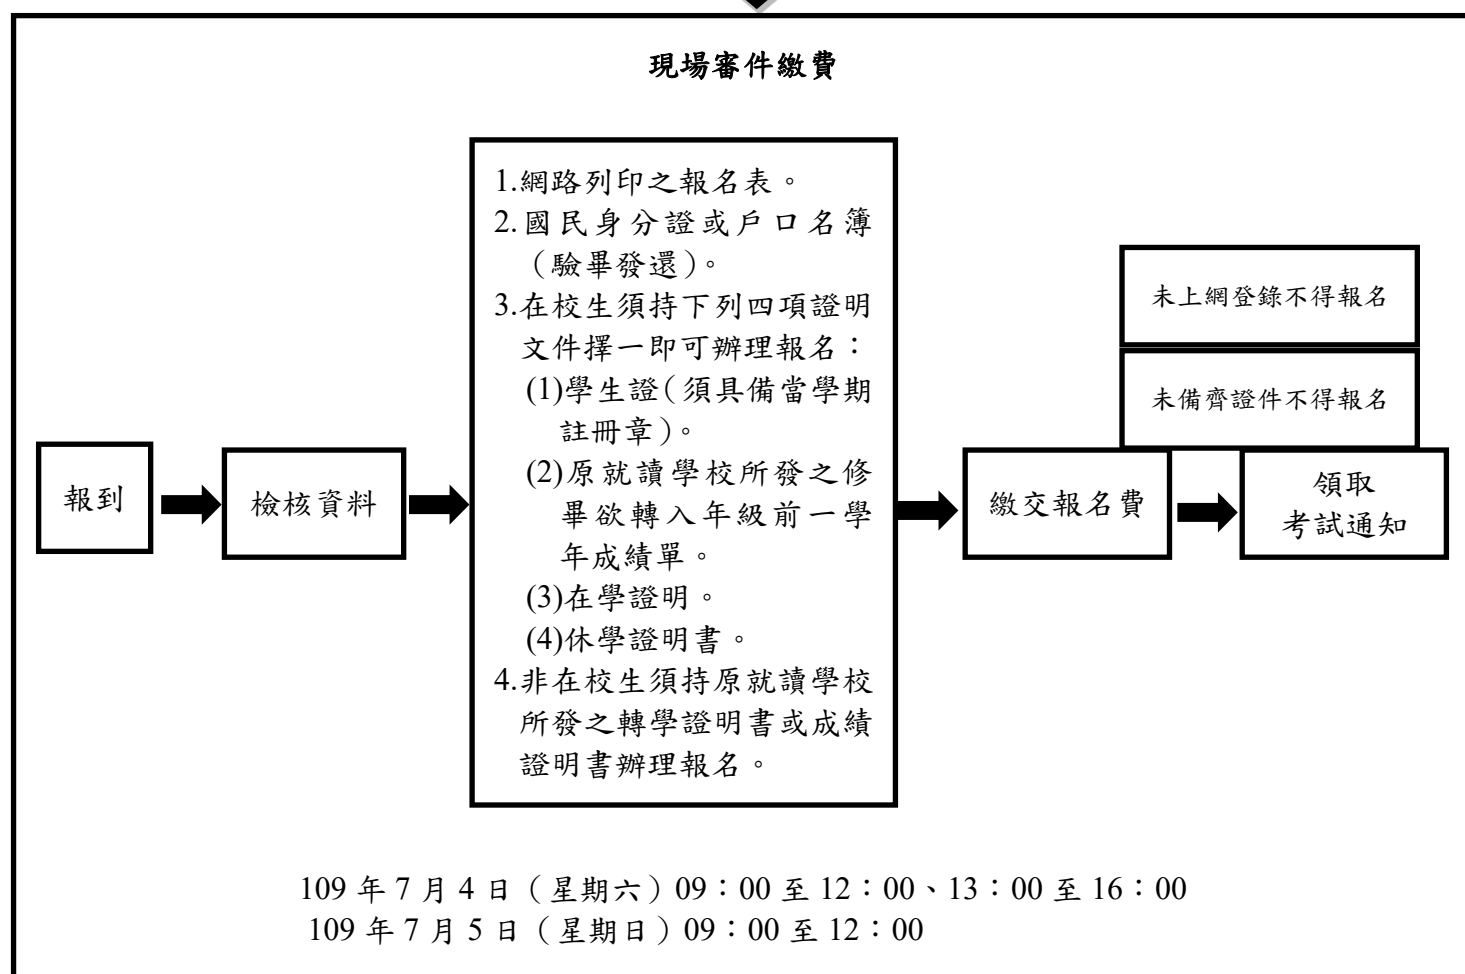 現場審件繳費
報到
檢核資料
1.網路列印之報名表。
2.國民身分證或戶口名簿
（驗畢發還）。
3.在校生須持下列四項證明
文件擇一即可辦理報名：
(1)學生證（須具備當學期
註冊章）。
(2)原就讀學校所發之修
畢欲轉入年級前一學
年成績單。
(3)在學證明。
(4)休學證明書。
4.非在校生須持原就讀學校
所發之轉學證明書或成績
證明書辦理報名。
未上網登錄不得報名
未備齊證件不得報名
繳交報名費
領取
考試通知
109 年 7 月 4 日（星期六）09：00 至 12：00、13：00 至 16：00
109 年 7 月 5 日（星期日）09：00 至 12：00